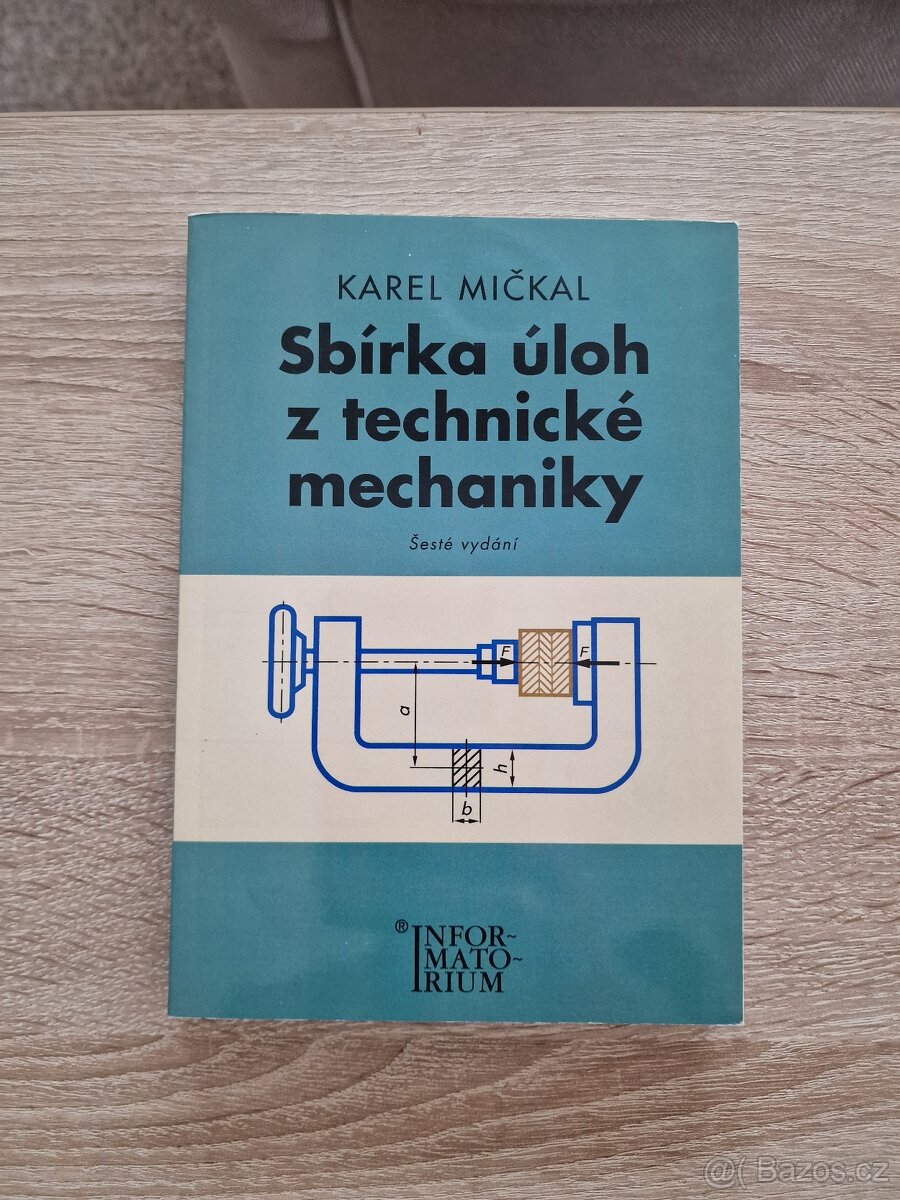 KAREL MIČKAL
Sbírka úloh
z technické
mechaniky
Šesté vydání
F F
a
h
b
® INFOR~
MATO~
RIUM
@( Bazos.cz